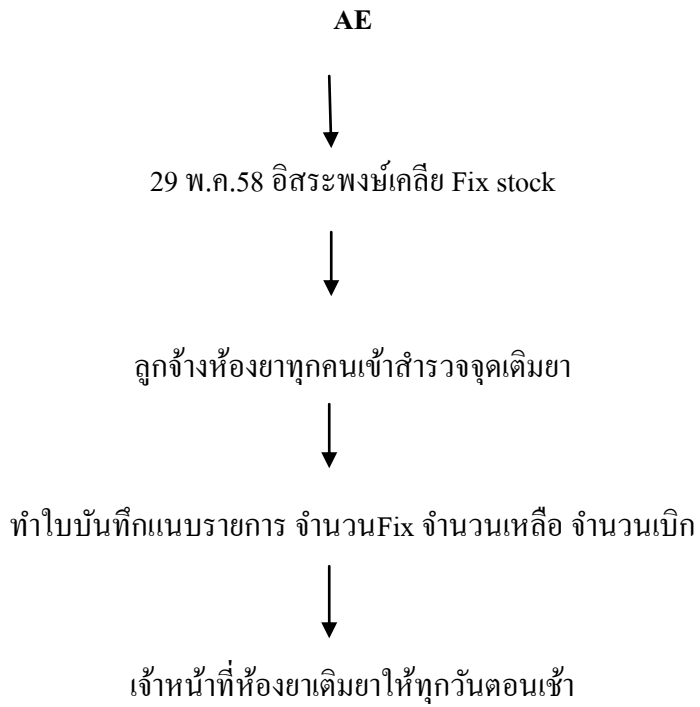 AE
29 พ.ค.58 อิสระพงษ์เคลีย Fix stock
ลูกจ้างห้องยาทุกคนเข้าสำรวจจุดเติมยา
ทำใบบันทึกแนบรายการ จำนวนFix จำนวนเหลือ จำนวนเบิก
เจ้าหน้าที่ห้องยาเติมยาให้ทุกวันตอนเช้า